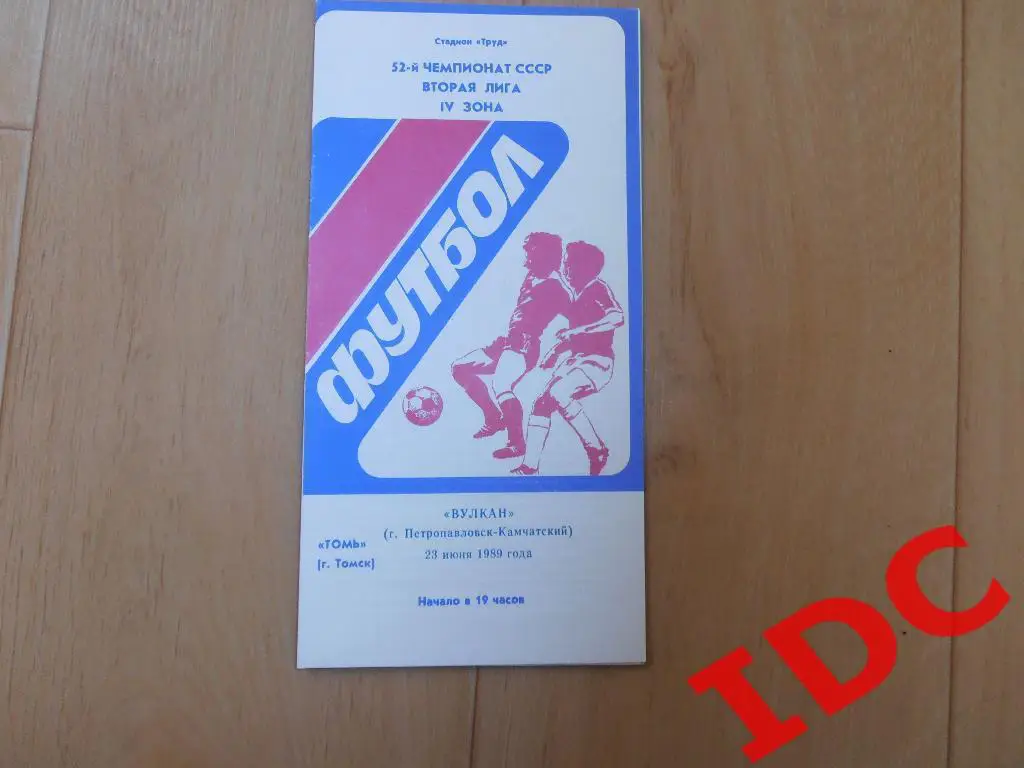 Стадион «Труд»
52-й ЧЕМПИОНАТ СССР
ВТОРАЯ ЛИГА
IV ЗОНА
ФУТБОЛ
«ВУЛКАН»
(г. Петропавловск-Камчатский)
23 июня 1989 года
«ТОМЬ»
(г. Томск)
Начало в 19 часов
IDC